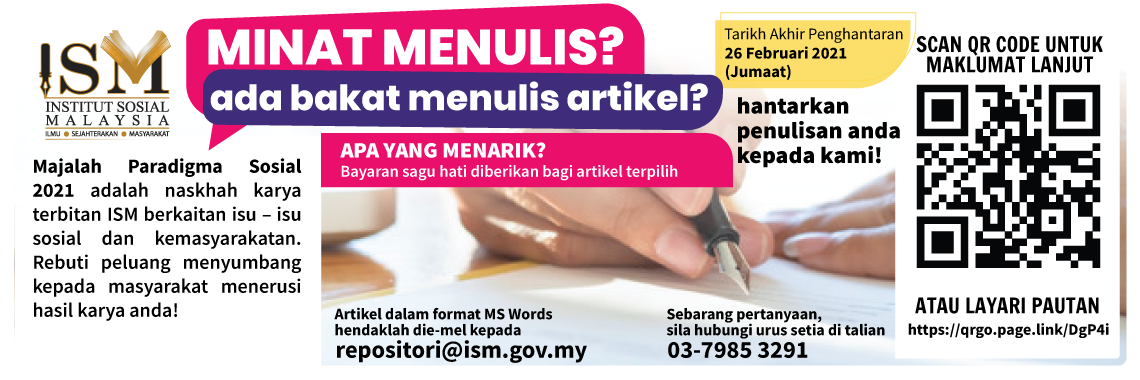 ISM
INSTITUT SOSIAL
MALAYSIA
ILMU ● SEJAHTERAKAN ● MASYARAKAT
MINAT MENULIS?
ada bakat menulis artikel?
Majalah Paradigma Sosial
2021 adalah naskhah karya
terbitan ISM berkaitan isu – isu
sosial dan kemasyarakatan.
Rebuti peluang menyumbang
kepada masyarakat menerusi
hasil karya anda!
APA YANG MENARIK?
Bayaran sagu hati diberikan bagi artikel terpilih
Tarikh Akhir Penghantaran
26 Februari 2021
(Jumaat)
hantarkan
penulisan anda
kepada kami!
Artikel dalam format MS Words
hendaklah die-mel kepada
repositori@ism.gov.my
Sebarang pertanyaan,
sila hubungi urus setia di talian
03-7985 3291
SCAN QR CODE UNTUK
MAKLUMAT LANJUT
ATAU LAYARI PAUTAN
https://qrgo.page.link/DgP4i